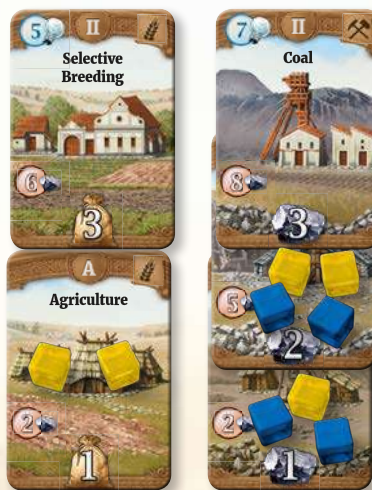 5 II
Selective
Breeding
6
3
7 II
Coal
8
3
A
Agriculture
2
1
5
2
2
1